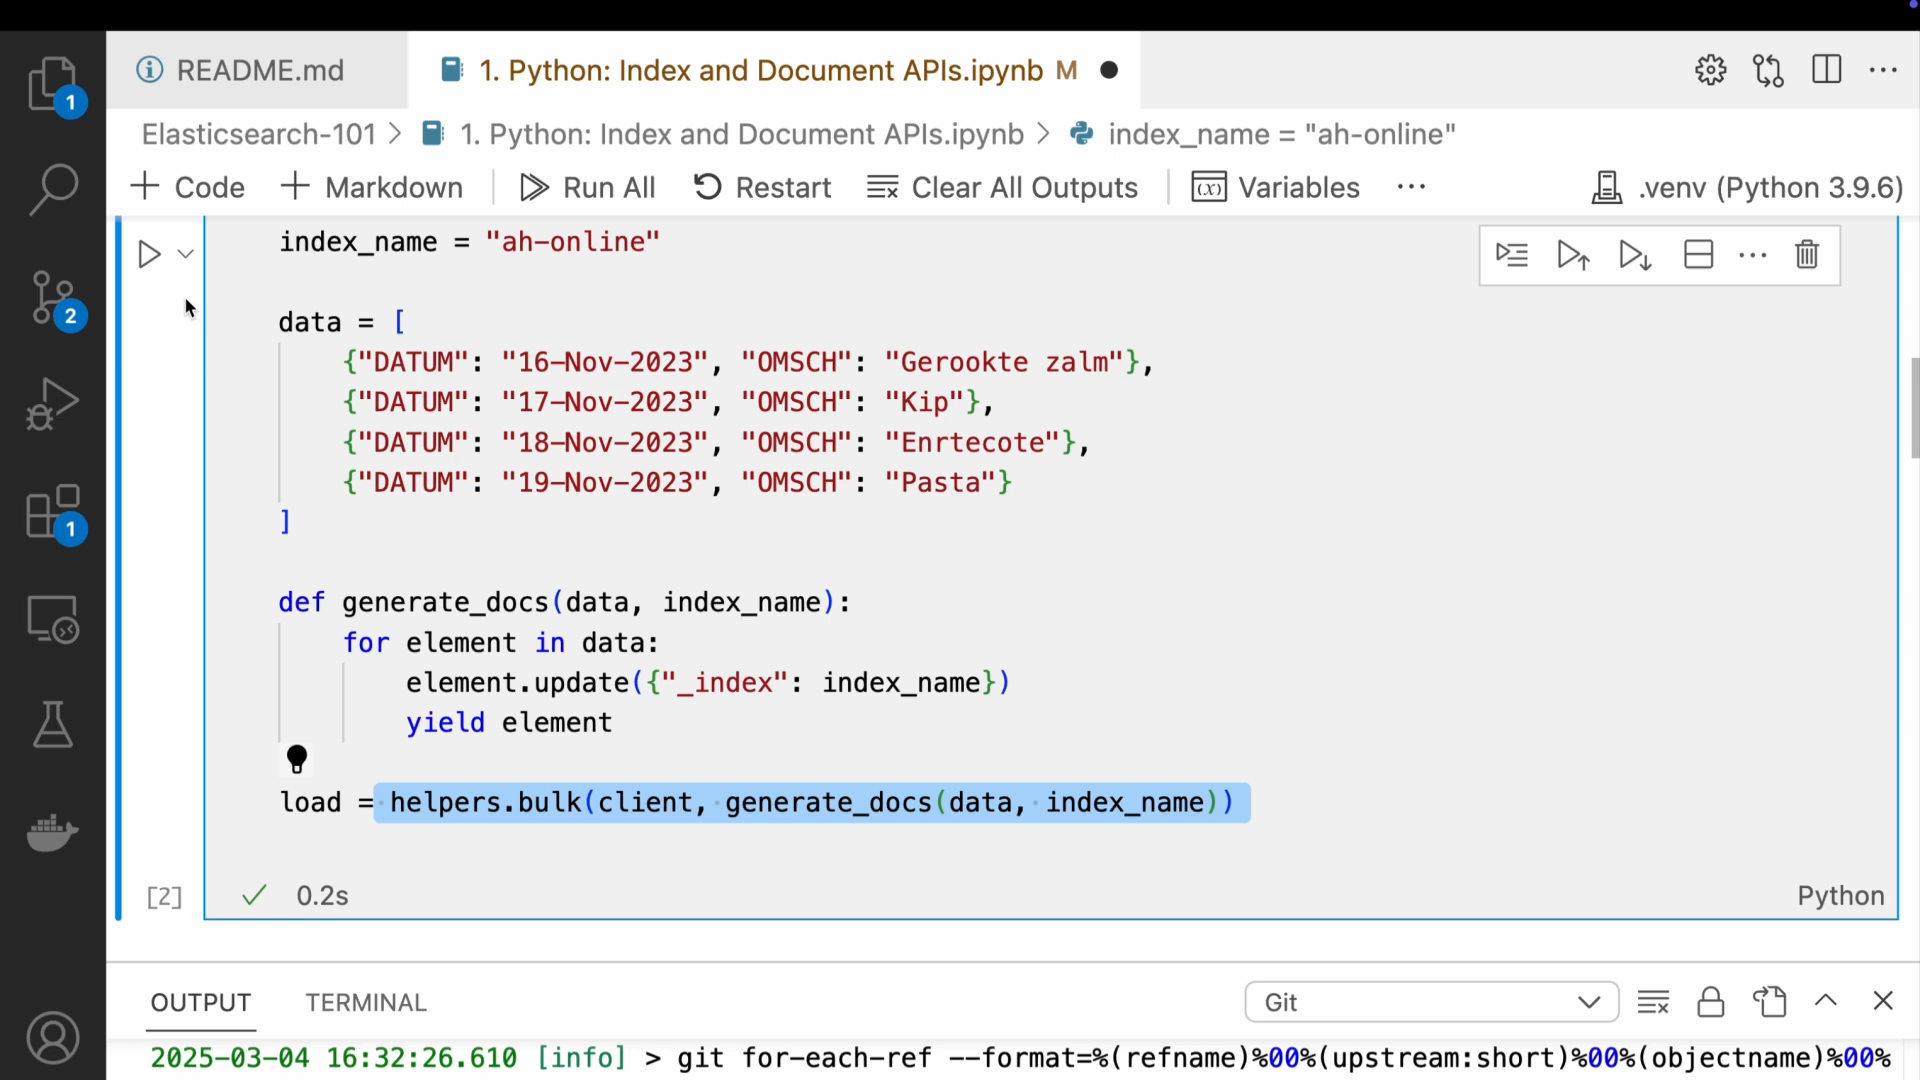 README.md
1. Python: Index and Document APIs.ipynb M
1
Elasticsearch-101 > 1. Python: Index and Document APIs.ipynb > index_name = "ah-online"
Code Markdown Run All Restart Clear All Outputs Variables ... .venv (Python 3.9.6)
index_name = "ah-online"
data = [
{"DATUM": "16-Nov-2023", "OMSCH": "Gerookte zalm"},
{"DATUM": "17-Nov-2023", "OMSCH": "Kip"},
{"DATUM": "18-Nov-2023", "OMSCH": "Enrtecote"},
{"DATUM": "19-Nov-2023", "OMSCH": "Pasta"}
]
2
1
def generate_docs(data, index_name):
for element in data:
element.update({"_index": index_name})
yield element
load = helpers.bulk(client, generate_docs(data, index_name))
[2] 0.2s Python
OUTPUT TERMINAL Git
2025-03-04 16:32:26.610 [info] > git for-each-ref --format=%(refname)%00%(upstream:short)%00%(objectname)%00%